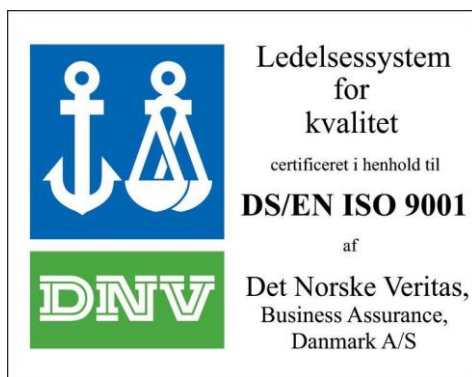 Ledelsessystem
for
kvalitet
certificeret i henhold til
DS/EN ISO 9001
af
Det Norske Veritas,
Business Assurance,
Danmark A/S
DNV